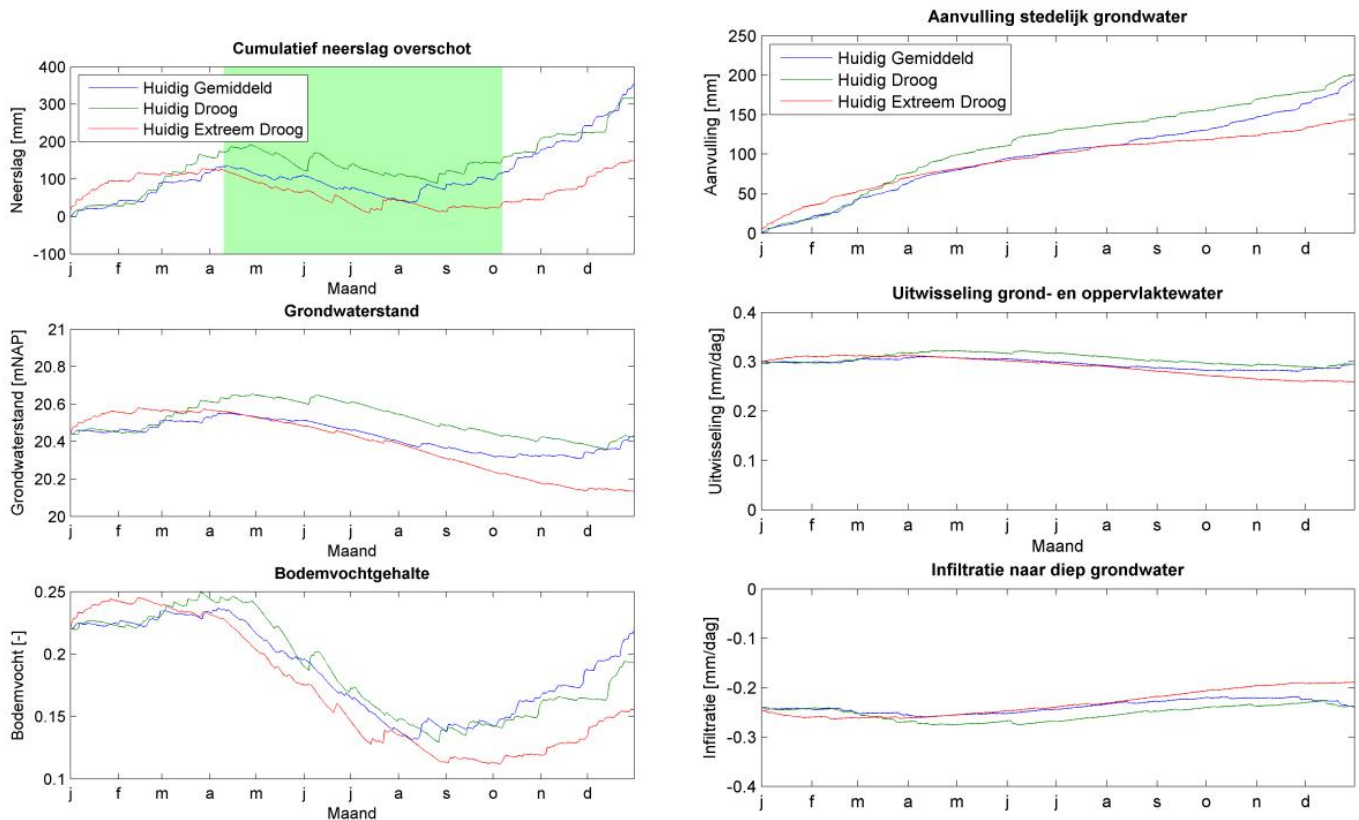 Cumulatief neerslag overschot
400
300
200
100
0
-100
Neerslag [mm]
Huidig Gemiddeld
Huidig Droog
Huidig Extreem Droog
j f m a m j j a s o n d
Maand
Grondwaterstand
21
20.8
20.6
20.4
20.2
20
Grondwaterstand [mNAP]
j f m a m j j a s o n d
Maand
Bodemvochtgehalte
0.25
0.2
0.15
0.1
Bodemvocht [-]
j f m a m j j a s o n d
Maand
Aanvulling stedelijk grondwater
250
200
150
100
50
0
Aanvulling [mm]
Huidig Gemiddeld
Huidig Droog
Huidig Extreem Droog
j f m a m j j a s o n d
Uitwisseling grond- en oppervlaktewater
0.4
0.3
0.2
0.1
0
Uitwisseling [mm/dag]
j f m a m j j a s o n d
Maand
Infiltratie naar diep grondwater
0
-0.1
-0.2
-0.3
-0.4
Infiltratie [mm/dag]
j f m a m j j a s o n d